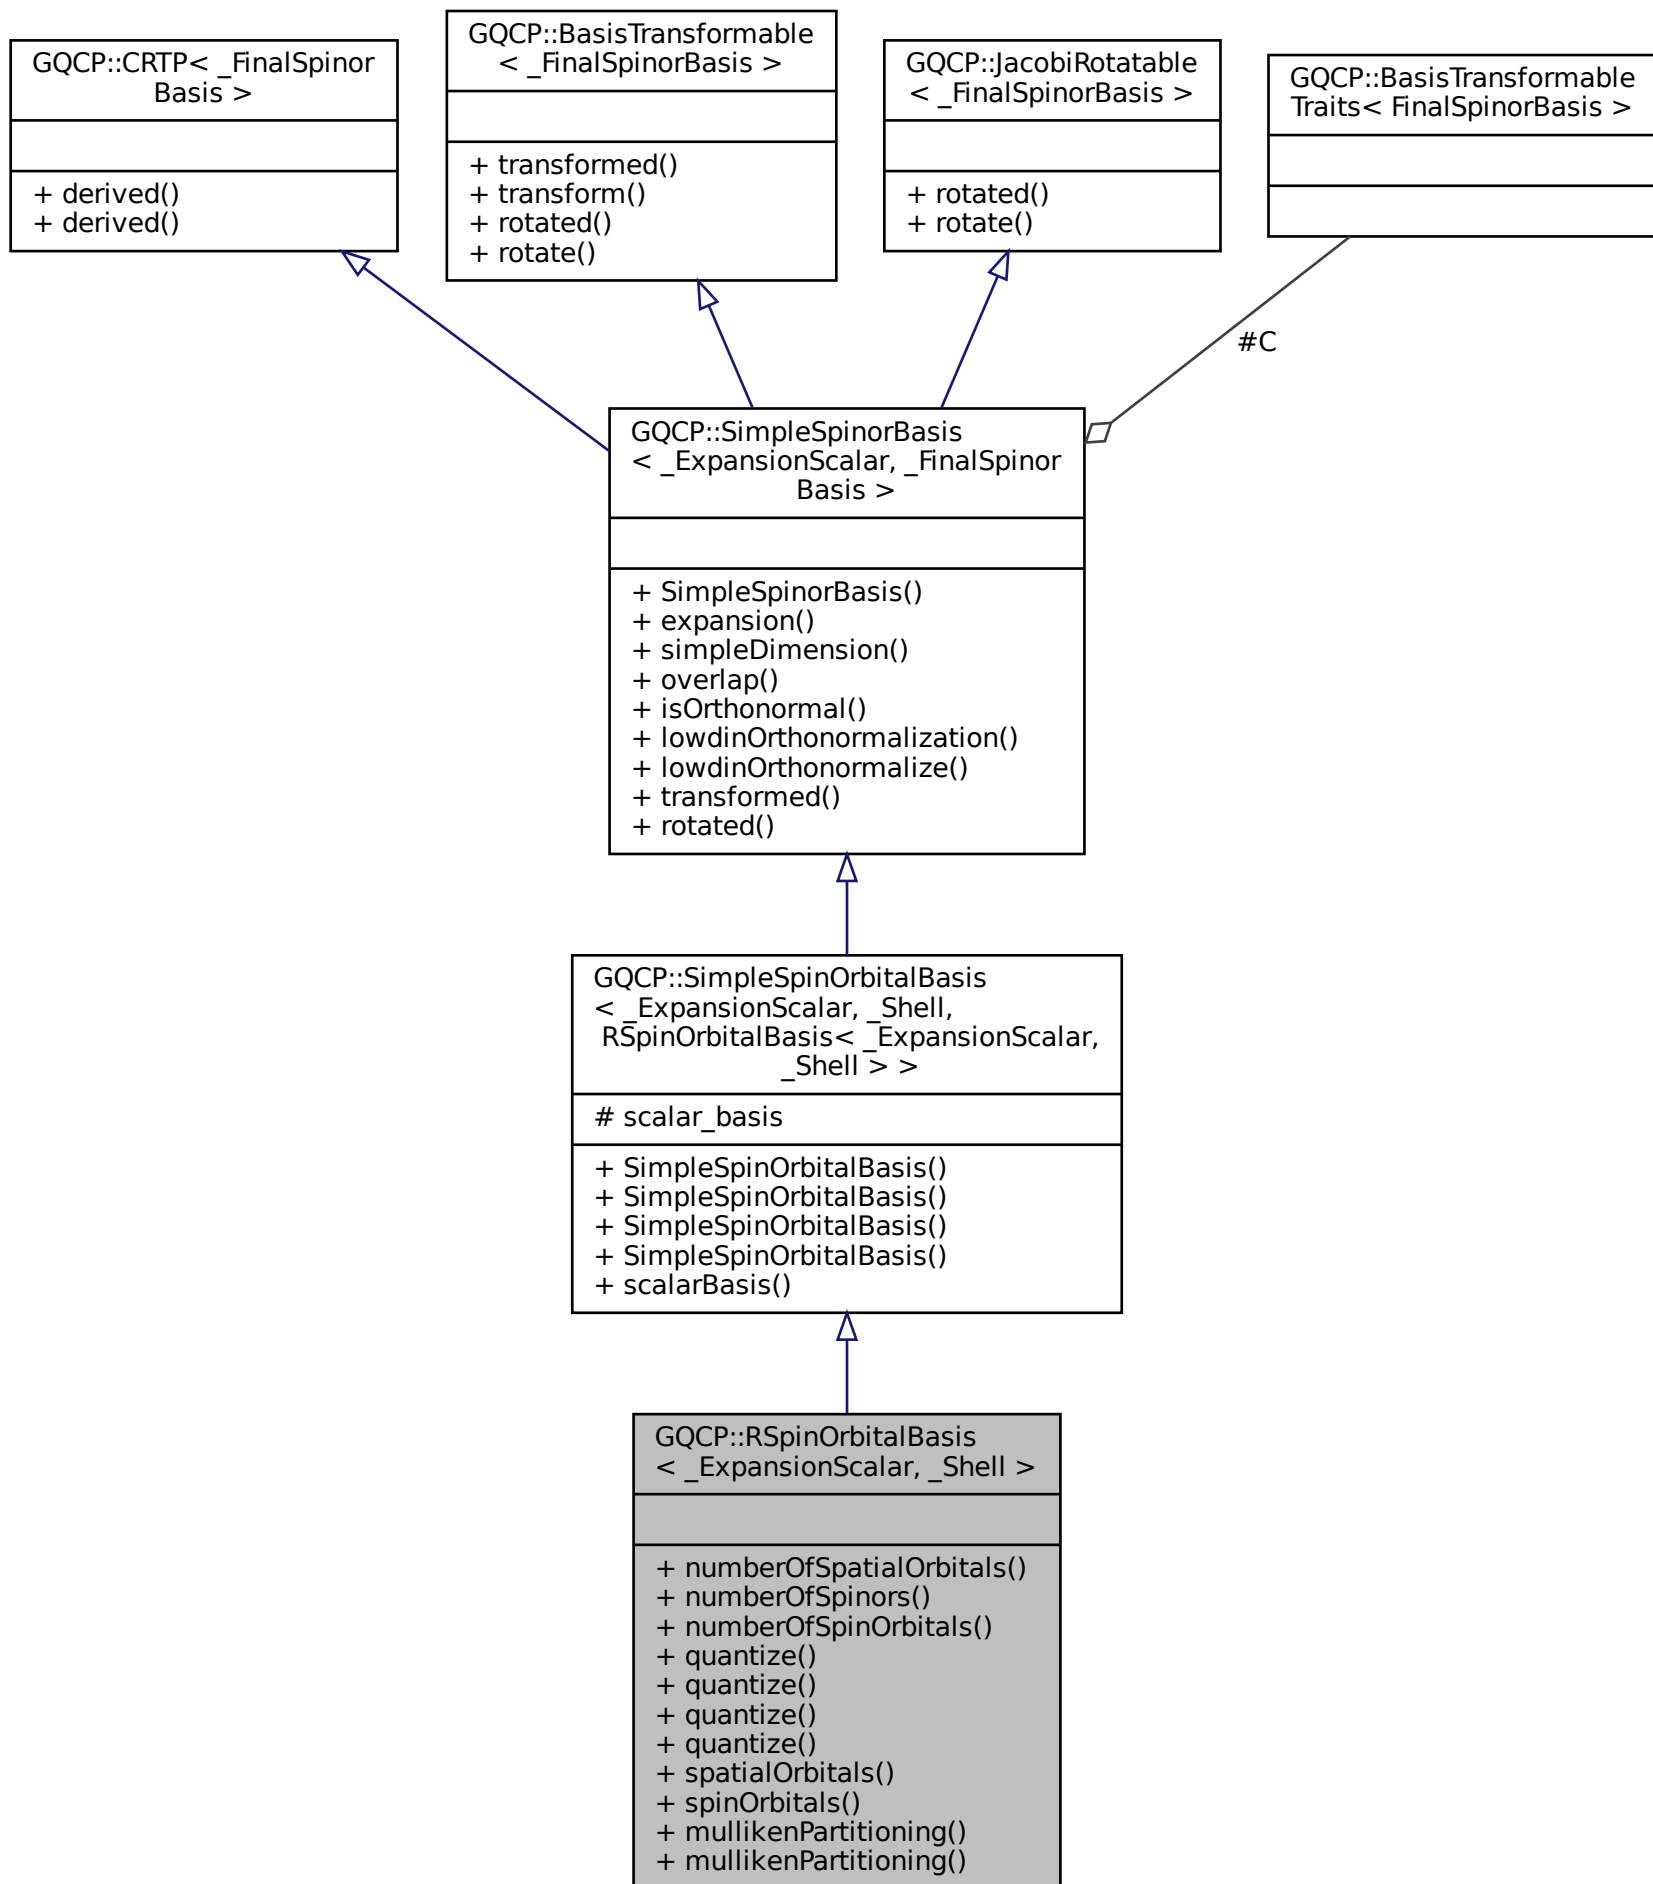 GQCP::CRTP< _FinalSpinor
Basis >
+ derived()
+ derived()
GQCP::BasisTransformable
< _FinalSpinorBasis >
+ transformed()
+ transform()
+ rotated()
+ rotate()
GQCP::JacobiRotatable
< _FinalSpinorBasis >
+ rotated()
+ rotate()
GQCP::BasisTransformable
Traits< FinalSpinorBasis >
#C
GQCP::SimpleSpinorBasis
< _ExpansionScalar, _FinalSpinor
Basis >
+ SimpleSpinorBasis()
+ expansion()
+ simpleDimension()
+ overlap()
+ isOrthonormal()
+ lowdinOrthonormalization()
+ lowdinOrthonormalize()
+ transformed()
+ rotated()
GQCP::SimpleSpinOrbitalBasis
< _ExpansionScalar, _Shell,
RSpinOrbitalBasis< _ExpansionScalar,
_Shell > >
# scalar_basis
+ SimpleSpinOrbitalBasis()
+ SimpleSpinOrbitalBasis()
+ SimpleSpinOrbitalBasis()
+ SimpleSpinOrbitalBasis()
+ scalarBasis()
GQCP::RSpinOrbitalBasis
< _ExpansionScalar, _Shell >
+ numberOfSpatialOrbitals()
+ numberOfSpinors()
+ numberOfSpinOrbitals()
+ quantize()
+ quantize()
+ quantize()
+ quantize()
+ spatialOrbitals()
+ spinOrbitals()
+ mullikenPartitioning()
+ mullikenPartitioning()